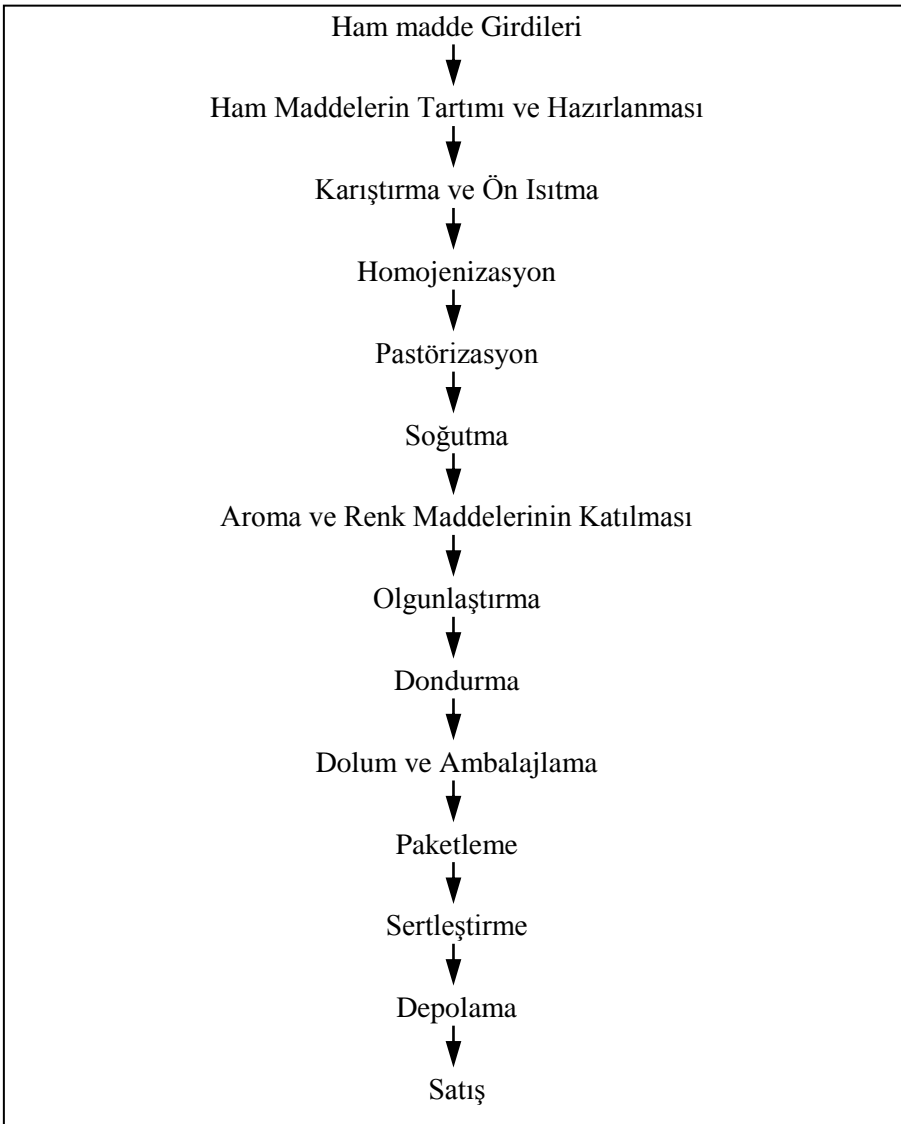 Ham madde Girdileri
Ham Maddelerin Tartımı ve Hazırlanması
Karıştırma ve Ön Isıtma
Homojenizasyon
Pastörizasyon
Soğutma
Aroma ve Renk Maddelerinin Katılması
Olgunlaştırma
Dondurma
Dolum ve Ambalajlama
Paketleme
Sertleştirme
Depolama
Satış